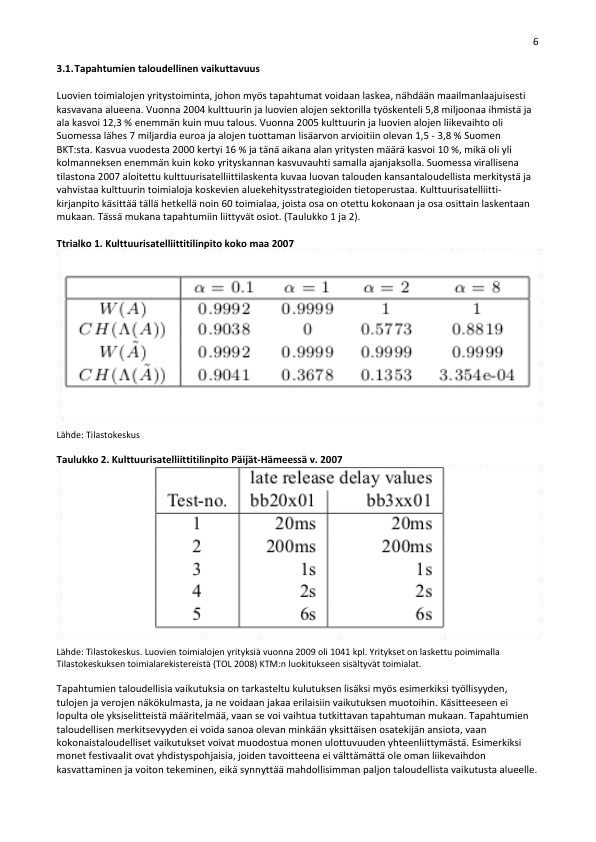 6
3.1. Tapahtumien taloudellinen vaikuttavuus
Luovien toimialojen yritystoiminta, johon myös tapahtumat voidaan laskea, nähdään maailmanlaajuisesti
kasvavana alueena. Vuonna 2004 kulttuurin ja luovien alojen sektorilla työskenteli 5,8 miljoonaa ihmistä ja
ala kasvoi 12,3 % enemmän kuin muu talous. Vuonna 2005 kulttuurin ja luovien alojen liikevaihto oli
Suomessa lähes 7 miljardia euroa ja alojen tuottaman lisäarvon arvioitiin olevan 1,5 - 3,8 % Suomen
BKT:sta. Kasvua vuodesta 2000 kertyi 16 % ja tänä aikana alan yritysten määrä kasvoi 10 %, mikä oli yli
kolmanneksen enemmän kuin koko yrityskannan kasvuvauhti samalla ajanjaksolla. Suomessa virallisena
tilastona 2007 aloitettu kulttuurisatelliittilaskenta kuvaa luovan talouden kansantaloudellista merkitystä ja
vahvistaa kulttuurin toimialoja koskevien aluekehitysstrategioiden tietoperustaa. Kulttuurisatelliitti-
kirjanpito käsittää tällä hetkellä noin 60 toimialaa, joista osa on otettu kokonaan ja osa osittain laskentaan
mukaan. Tässä mukana tapahtumiin liittyvät osiot. (Taulukko 1 ja 2).
Ttrialko 1. Kulttuurisatelliittitilinpito koko maa 2007
α = 0.1 α = 1 α = 2 α = 8
W(A) 0.9992 0.9999 1 1
CH(Λ(A)) 0.9038 0 0.5773 0.8819
W(Ã) 0.9992 0.9999 0.9999 0.9999
CH(Λ(Ã)) 0.9041 0.3678 0.1353 3.354e-04
Lähde: Tilastokeskus
Taulukko 2. Kulttuurisatelliittitilinpito Päijät-Hämeessä v. 2007
late release delay values
Test-no. bb20x01 bb3xx01
1 20ms 20ms
2 200ms 200ms
3 1s 1s
4 2s 2s
5 6s 6s
Lähde: Tilastokeskus. Luovien toimialojen yrityksiä vuonna 2009 oli 1041 kpl. Yritykset on laskettu poimimalla
Tilastokeskuksen toimialarekistereistä (TOL 2008) KTM:n luokitukseen sisältyvät toimialat.
Tapahtumien taloudellisia vaikutuksia on tarkasteltu kulutuksen lisäksi myös esimerkiksi työllisyyden,
tulojen ja verojen näkökulmasta, ja ne voidaan jakaa erilaisiin vaikutuksen muotoihin. Käsitteeseen ei
lopulta ole yksiselitteistä määritelmää, vaan se voi vaihtua tutkittavan tapahtuman mukaan. Tapahtumien
taloudellisen merkitsevyyden ei voida sanoa olevan minkään yksittäisen osatekijän ansiota, vaan
kokonaistaloudelliset vaikutukset voivat muodostua monen ulottuvuuden yhteenliittymästä. Esimerkiksi
monet festivaalit ovat yhdistyspohjaisia, joiden tavoitteena ei välttämättä ole oman liikevaihdon
kasvattaminen ja voiton tekeminen, eikä synnyttää mahdollisimman paljon taloudellista vaikutusta alueelle.